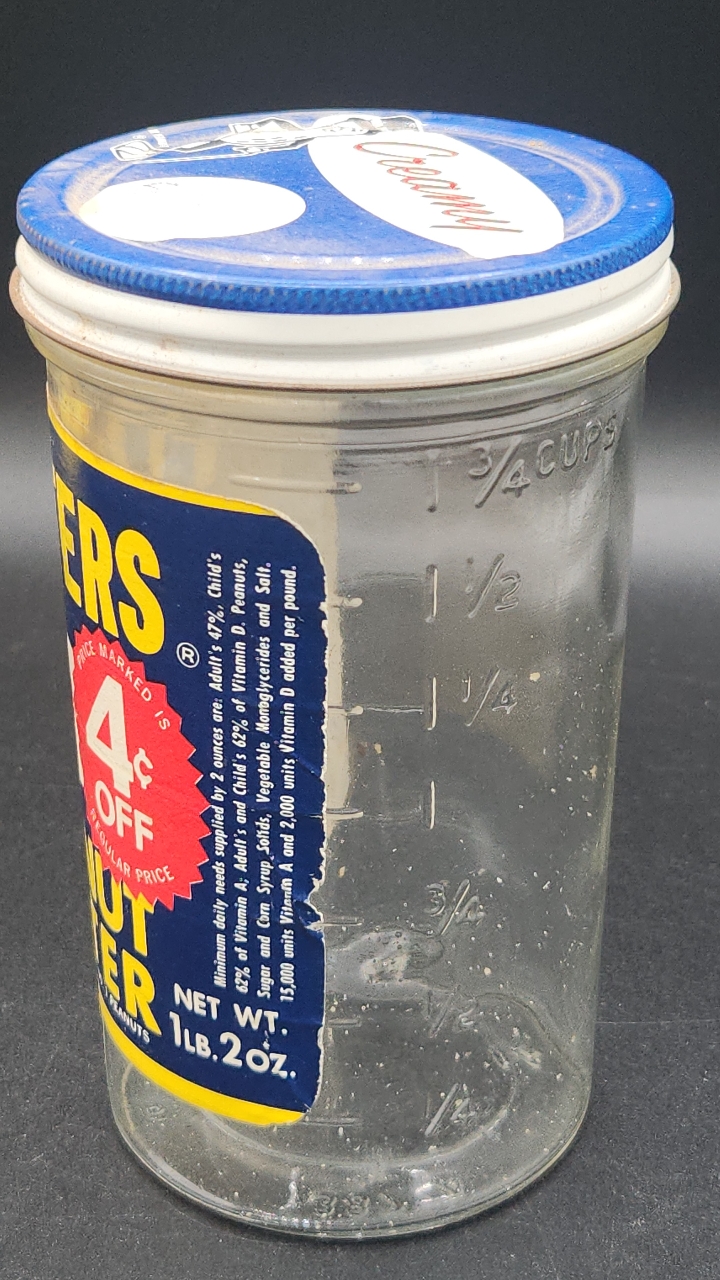 Creamy
3/4 CUPS
1/2
1/4
3/4
1/2
1/4
ERS
®
PRICE MARKED IS
4¢
OFF
REGULAR PRICE
NUT
TER
PEANUTS
NET WT.
1 LB. 2 OZ.
Minimum daily needs supplied by 2 ounces are: Adult's 47%, Child's
62% of Vitamin A; Adult's and Child's 62% of Vitamin D. Peanuts,
Sugar and Corn Syrup Solids, Vegetable Monoglycerides and Salt.
15,000 units Vitamin A and 2,000 units Vitamin D added per pound.